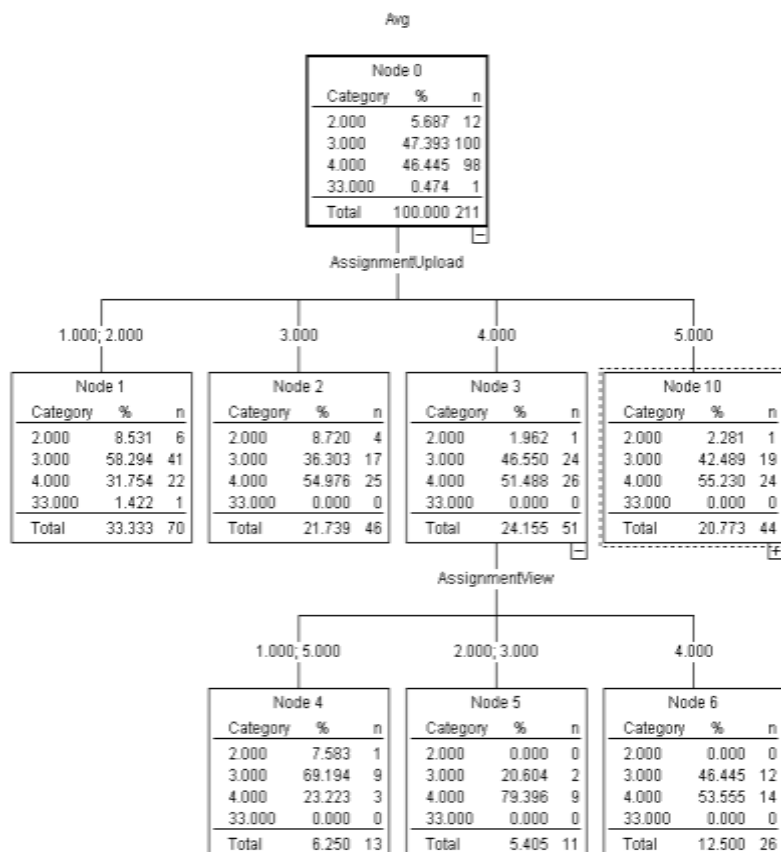 Avg
Node 0
Category % n
2.000 5.687 12
3.000 47.393 100
4.000 46.445 98
33.000 0.474 1
Total 100.000 211
AssignmentUpload
1.000; 2.000
3.000
4.000
5.000
Node 1
Category % n
2.000 8.531 6
3.000 58.294 41
4.000 31.754 22
33.000 1.422 1
Total 33.333 70
Node 2
Category % n
2.000 8.720 4
3.000 36.303 17
4.000 54.976 25
33.000 0.000 0
Total 21.739 46
Node 3
Category % n
2.000 1.962 1
3.000 46.550 24
4.000 51.488 26
33.000 0.000 0
Total 24.155 51
Node 10
Category % n
2.000 2.281 1
3.000 42.489 19
4.000 55.230 24
33.000 0.000 0
Total 20.773 44
AssignmentView
1.000; 5.000
2.000; 3.000
4.000
Node 4
Category % n
2.000 7.583 1
3.000 69.194 9
4.000 23.223 3
33.000 0.000 0
Total 6.250 13
Node 5
Category % n
2.000 0.000 0
3.000 20.604 2
4.000 79.396 9
33.000 0.000 0
Total 5.405 11
Node 6
Category % n
2.000 0.000 0
3.000 46.445 12
4.000 53.555 14
33.000 0.000 0
Total 12.500 26